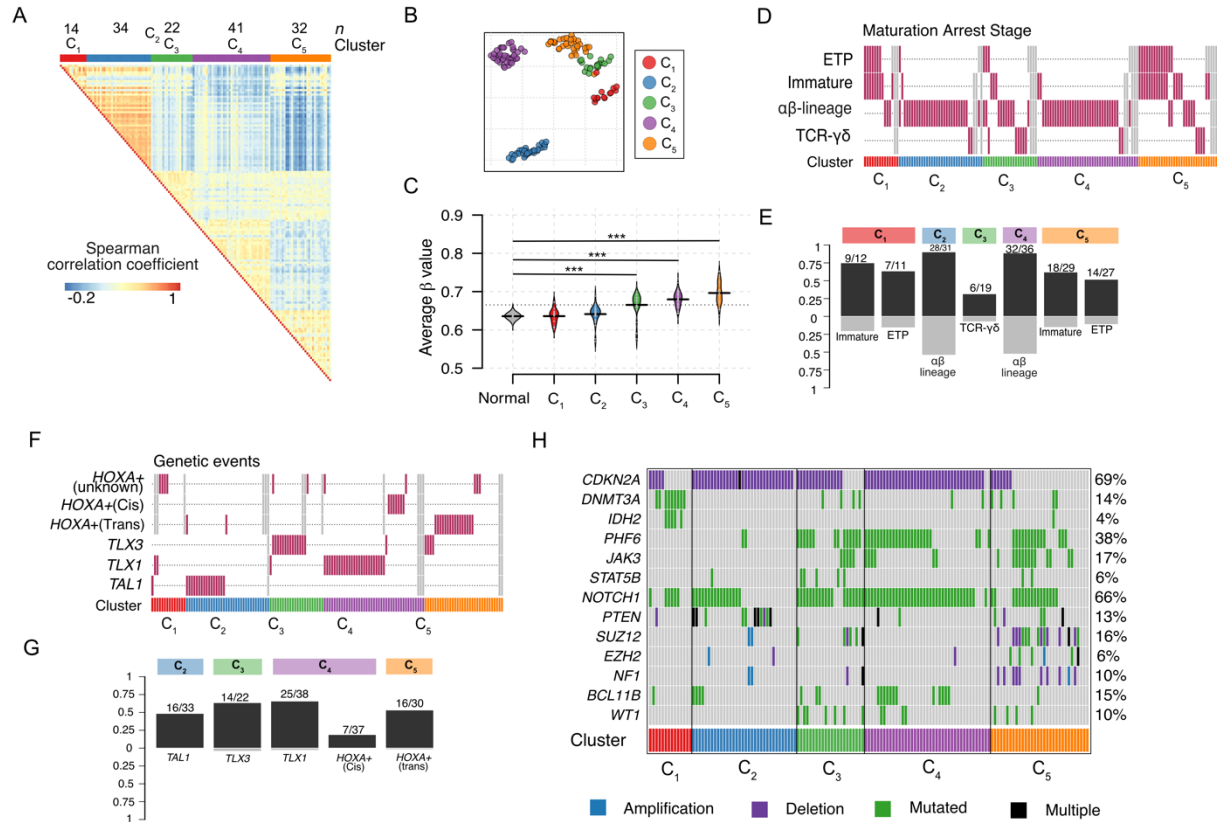 A
14 34 C2 22 41 32 n
C1 C3 C4 C5 Cluster
Spearman
correlation coefficient
-0.2 1
B
C1
C2
C3
C4
C5
C
Average β value
0.9
0.8
0.7
0.6
0.5
***
***
***
Normal C1 C2 C3 C4 C5
D
Maturation Arrest Stage
ETP
Immature
αβ-lineage
TCR-γδ
Cluster
C1 C2 C3 C4 C5
E
C1 C2 C3 C4 C5
1
0.75
0.5
0.25
0
0.25
0.5
0.75
1
9/12 7/11 28/31 6/19 32/36 18/29 14/27
Immature ETP αβ lineage TCR-γδ αβ lineage Immature ETP
F
Genetic events
HOXA+
(unknown)
HOXA+(Cis)
HOXA+(Trans)
TLX3
TLX1
TAL1
Cluster
C1 C2 C3 C4 C5
G
C2 C3 C4 C5
1
0.75
0.5
0.25
0
0.25
0.5
0.75
1
16/33 14/22 25/38 7/37 16/30
TAL1 TLX3 TLX1 HOXA+ (Cis) HOXA+ (trans)
H
CDKN2A 69%
DNMT3A 14%
IDH2 4%
PHF6 38%
JAK3 17%
STAT5B 6%
NOTCH1 66%
PTEN 13%
SUZ12 16%
EZH2 6%
NF1 10%
BCL11B 15%
WT1 10%
Cluster
C1 C2 C3 C4 C5
Amplification Deletion Mutated Multiple